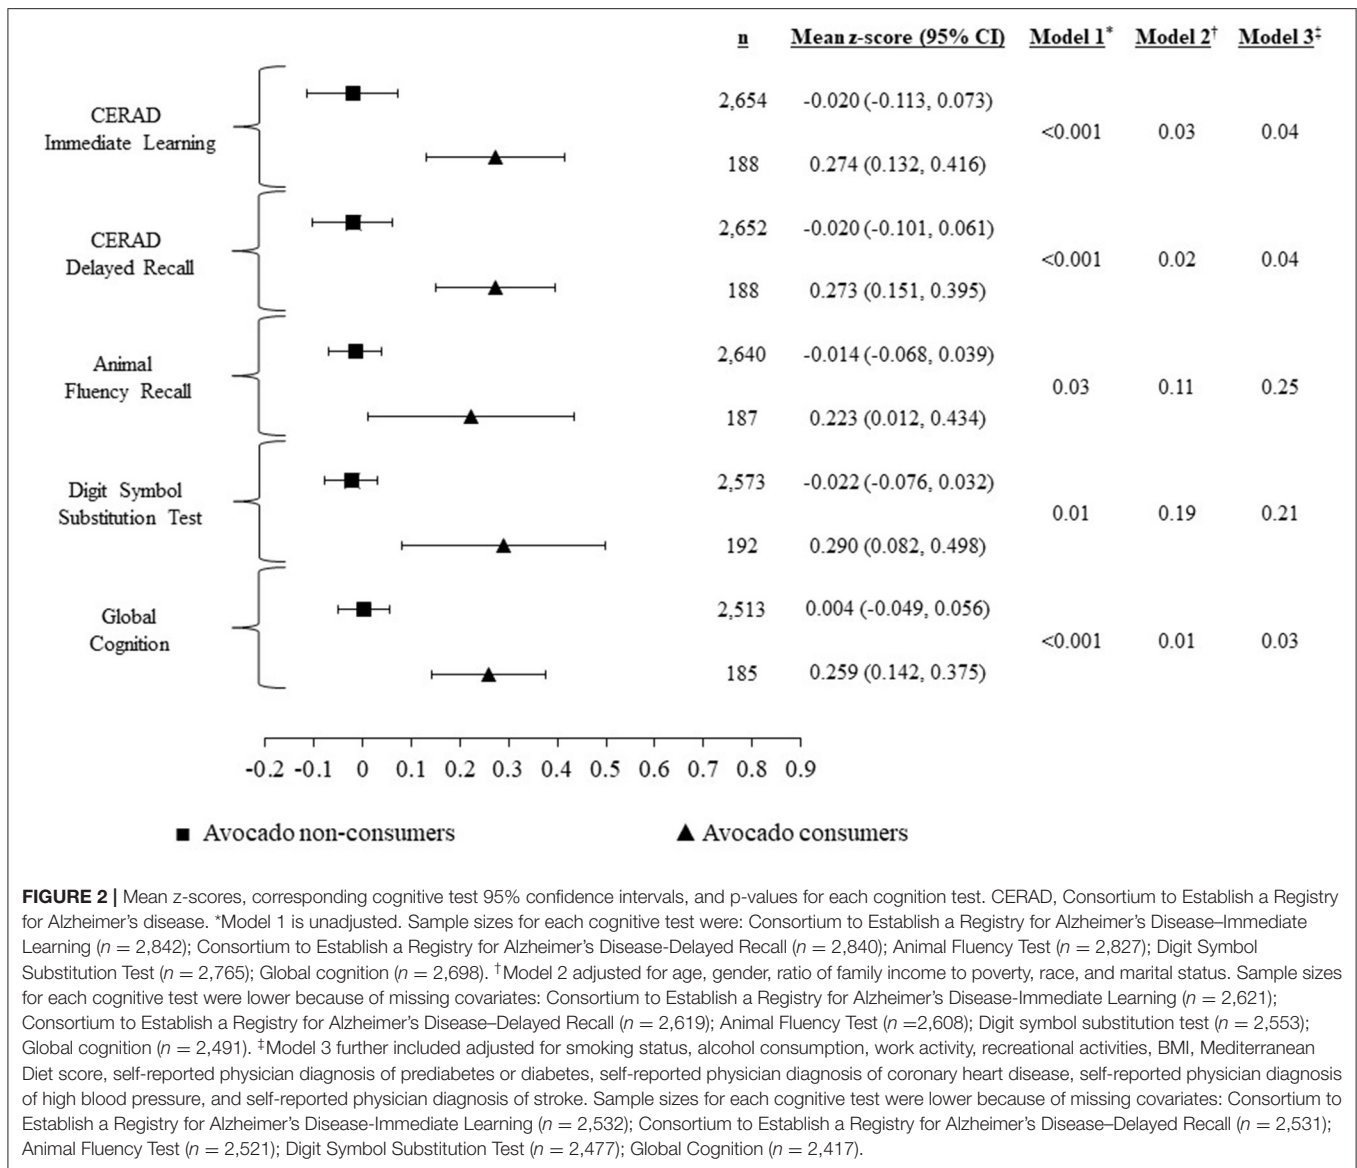 n Mean z-score (95% CI) Model 1* Model 2† Model 3‡
CERAD
Immediate Learning
2,654 -0.020 (-0.113, 0.073)
<0.001 0.03 0.04
188 0.274 (0.132, 0.416)
CERAD
Delayed Recall
2,652 -0.020 (-0.101, 0.061)
<0.001 0.02 0.04
188 0.273 (0.151, 0.395)
Animal
Fluency Recall
2,640 -0.014 (-0.068, 0.039)
0.03 0.11 0.25
187 0.223 (0.012, 0.434)
Digit Symbol
Substitution Test
2,573 -0.022 (-0.076, 0.032)
0.01 0.19 0.21
192 0.290 (0.082, 0.498)
Global
Cognition
2,513 0.004 (-0.049, 0.056)
<0.001 0.01 0.03
185 0.259 (0.142, 0.375)
-0.2 -0.1 0 0.1 0.2 0.3 0.4 0.5 0.6 0.7 0.8 0.9
Avocado non-consumers Avocado consumers
FIGURE 2 | Mean z-scores, corresponding cognitive test 95% confidence intervals, and p-values for each cognition test. CERAD, Consortium to Establish a Registry
for Alzheimer's disease. *Model 1 is unadjusted. Sample sizes for each cognitive test were: Consortium to Establish a Registry for Alzheimer's Disease–Immediate
Learning (n = 2,842); Consortium to Establish a Registry for Alzheimer's Disease-Delayed Recall (n = 2,840); Animal Fluency Test (n = 2,827); Digit Symbol
Substitution Test (n = 2,765); Global cognition (n = 2,698). †Model 2 adjusted for age, gender, ratio of family income to poverty, race, and marital status. Sample sizes
for each cognitive test were lower because of missing covariates: Consortium to Establish a Registry for Alzheimer's Disease-Immediate Learning (n = 2,621);
Consortium to Establish a Registry for Alzheimer's Disease–Delayed Recall (n = 2,619); Animal Fluency Test (n =2,608); Digit symbol substitution test (n = 2,553);
Global cognition (n = 2,491). ‡Model 3 further included adjusted for smoking status, alcohol consumption, work activity, recreational activities, BMI, Mediterranean
Diet score, self-reported physician diagnosis of prediabetes or diabetes, self-reported physician diagnosis of coronary heart disease, self-reported physician diagnosis
of high blood pressure, and self-reported physician diagnosis of stroke. Sample sizes for each cognitive test were lower because of missing covariates: Consortium to
Establish a Registry for Alzheimer's Disease-Immediate Learning (n = 2,532); Consortium to Establish a Registry for Alzheimer's Disease–Delayed Recall (n = 2,531);
Animal Fluency Test (n = 2,521); Digit Symbol Substitution Test (n = 2,477); Global Cognition (n = 2,417).